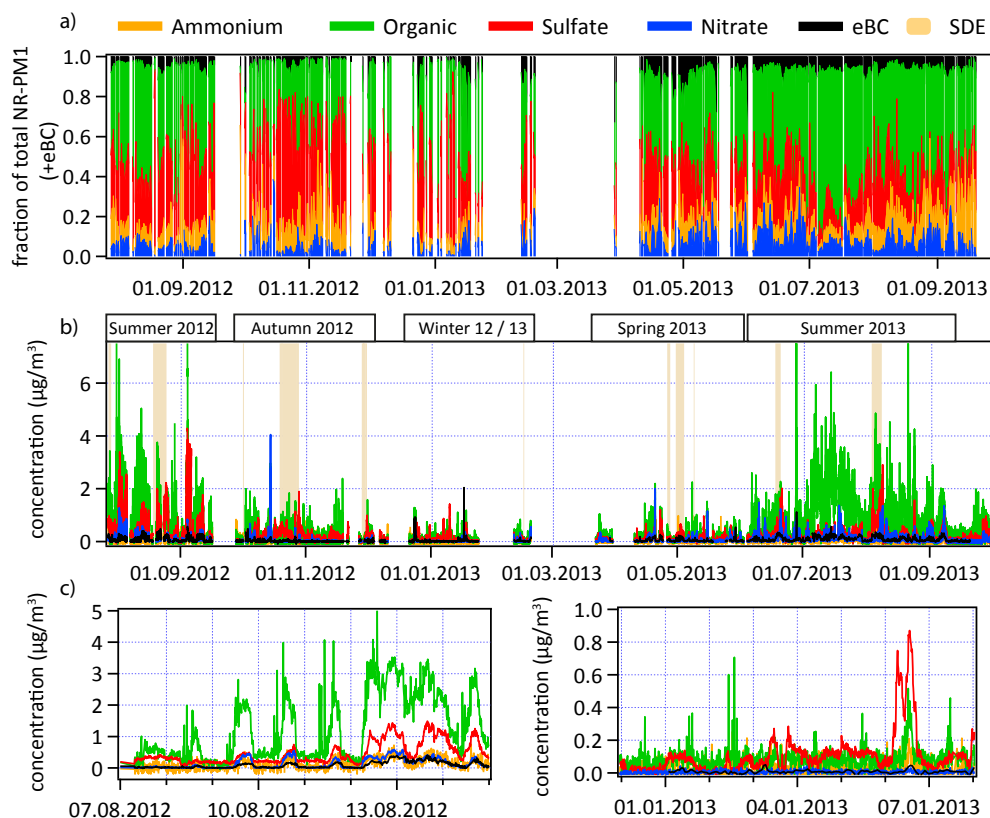 a) Ammonium Organic Sulfate Nitrate eBC SDE
fraction of total NR-PM1
(+eBC)
1.0
0.8
0.6
0.4
0.2
0.0
01.09.2012 01.11.2012 01.01.2013 01.03.2013 01.05.2013 01.07.2013 01.09.2013
b) Summer 2012 Autumn 2012 Winter 12 / 13 Spring 2013 Summer 2013
concentration (µg/m³)
6
4
2
0
01.09.2012 01.11.2012 01.01.2013 01.03.2013 01.05.2013 01.07.2013 01.09.2013
c)
concentration (µg/m³)
5
4
3
2
1
0
07.08.2012 10.08.2012 13.08.2012
concentration (µg/m³)
1.0
0.8
0.6
0.4
0.2
0.0
01.01.2013 04.01.2013 07.01.2013